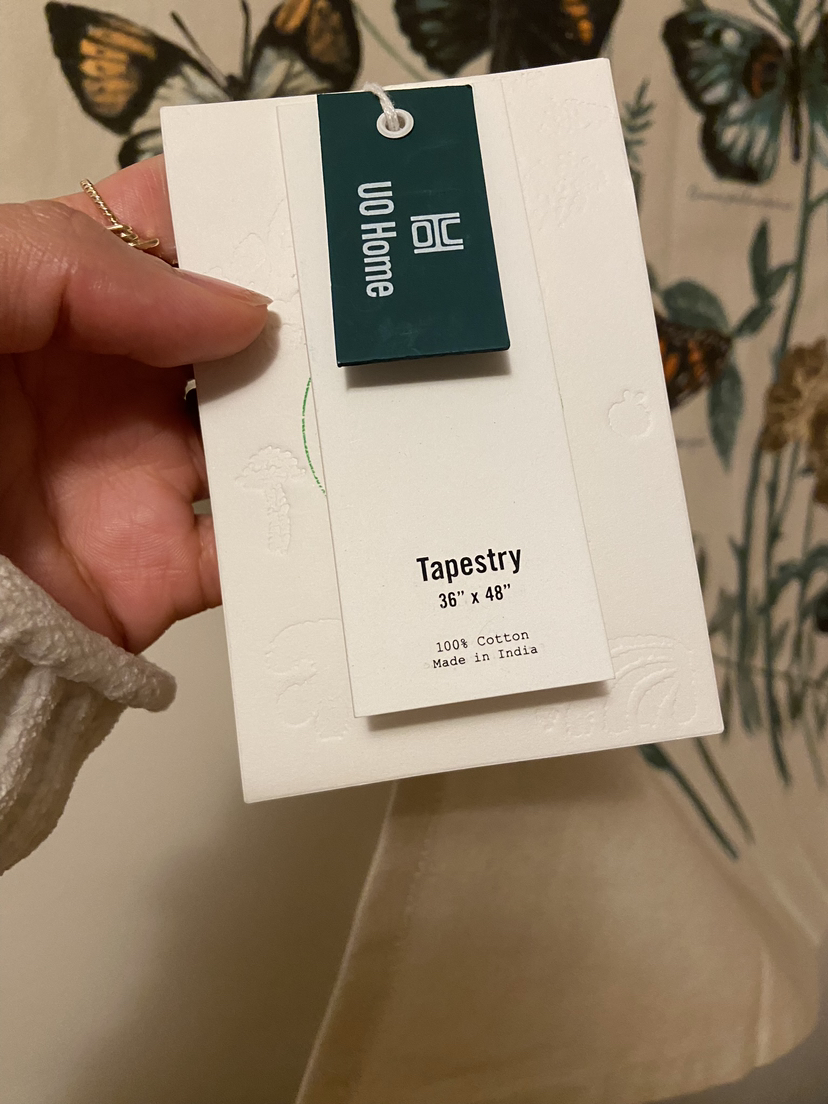 UO Home
Tapestry
36” x 48”
100% Cotton
Made in India